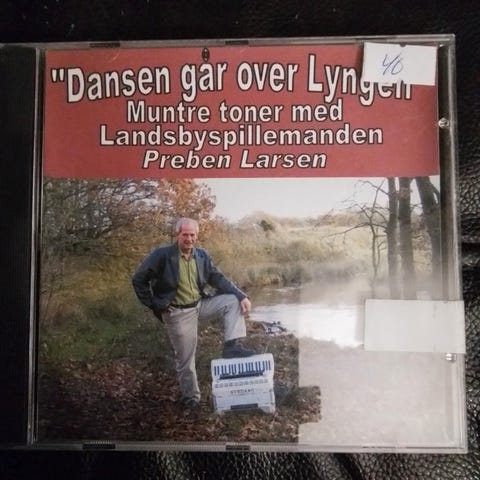 "Dansen går over Lyngen"
40
Muntre toner med
Landsbyspillemanden
Preben Larsen